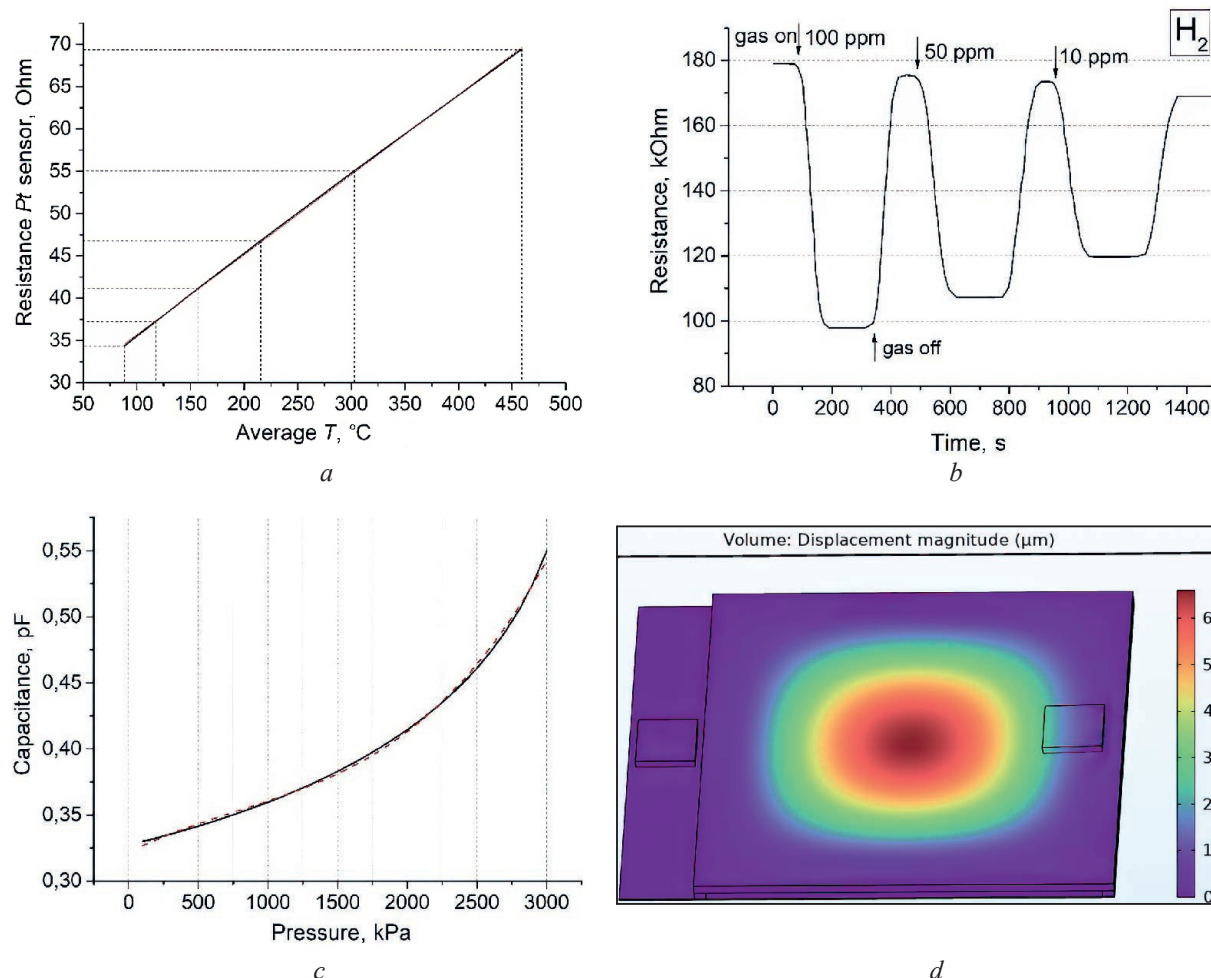 Resistance Pt sensor, Ohm
70
65
60
55
50
45
40
35
30
50 100 150 200 250 300 350 400 450 500
Average T, °C
a
H2
gas on 100 ppm
50 ppm
10 ppm
gas off
Resistance, kOhm
180
160
140
120
100
80
0 200 400 600 800 1000 1200 1400
Time, s
b
Capacitance, pF
0,55
0,50
0,45
0,40
0,35
0,30
0 500 1000 1500 2000 2500 3000
Pressure, kPa
c
Volume: Displacement magnitude (µm)
6
5
4
3
2
1
0
d